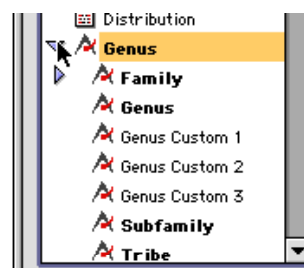 Distribution
Genus
Family
Genus
Genus Custom 1
Genus Custom 2
Genus Custom 3
Subfamily
Tribe